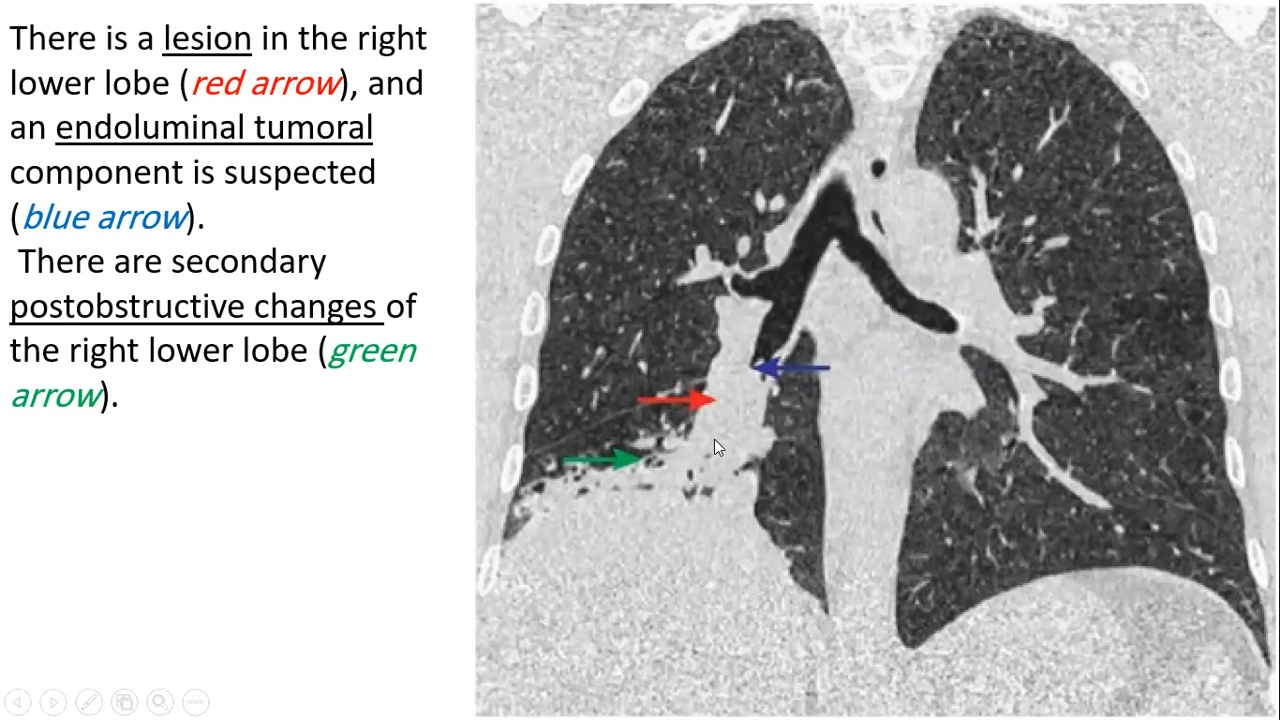 There is a lesion in the right
lower lobe (red arrow), and
an endoluminal tumoral
component is suspected
(blue arrow).
There are secondary
postobstructive changes of
the right lower lobe (green
arrow).